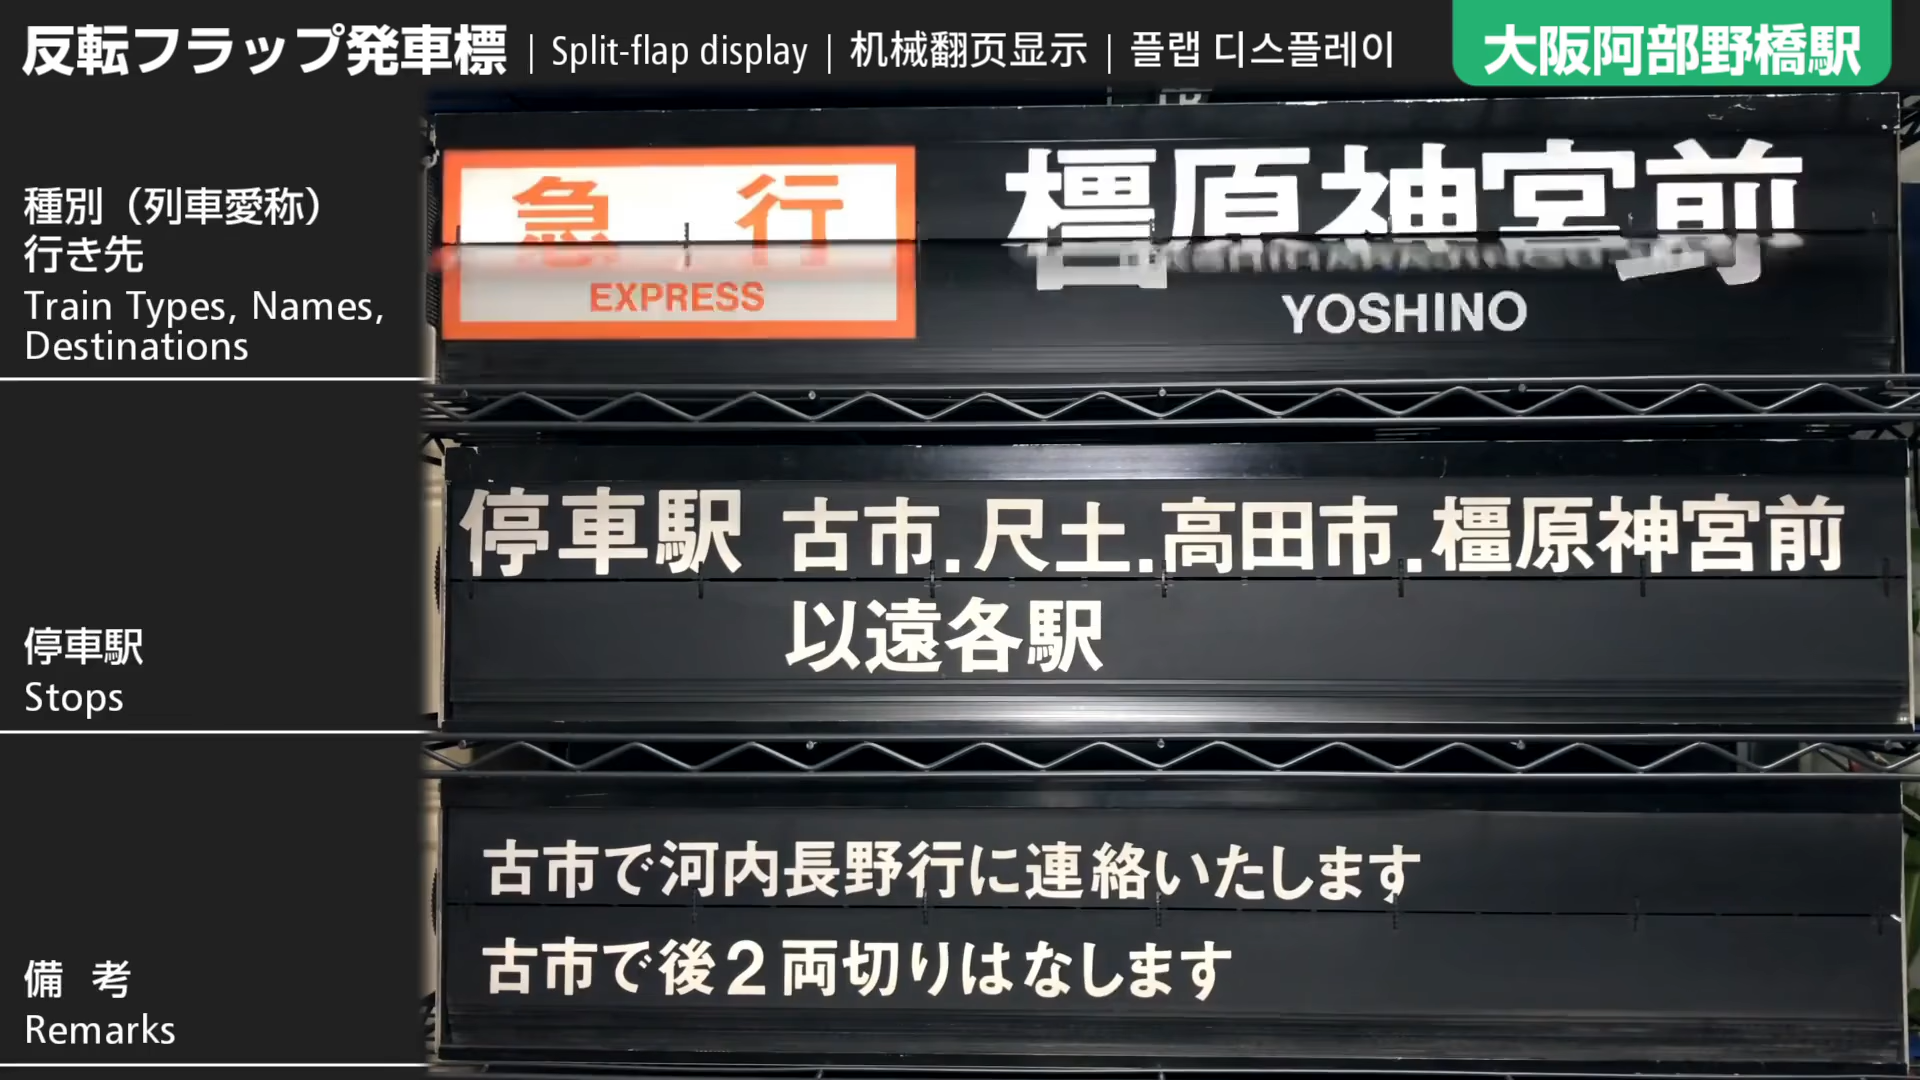 反転フラップ発車標 | Split-flap display | 机械翻页显示 | 플랩 디스플레이
大阪阿部野橋駅
種別（列車愛称）
行き先
Train Types, Names,
Destinations
急行
EXPRESS
橿原神宮前
YOSHINO
停車駅
Stops
停車駅 古市.尺土.高田市.橿原神宮前
以遠各駅
備 考
Remarks
古市で河内長野行に連絡いたします
古市で後2両切りはなします